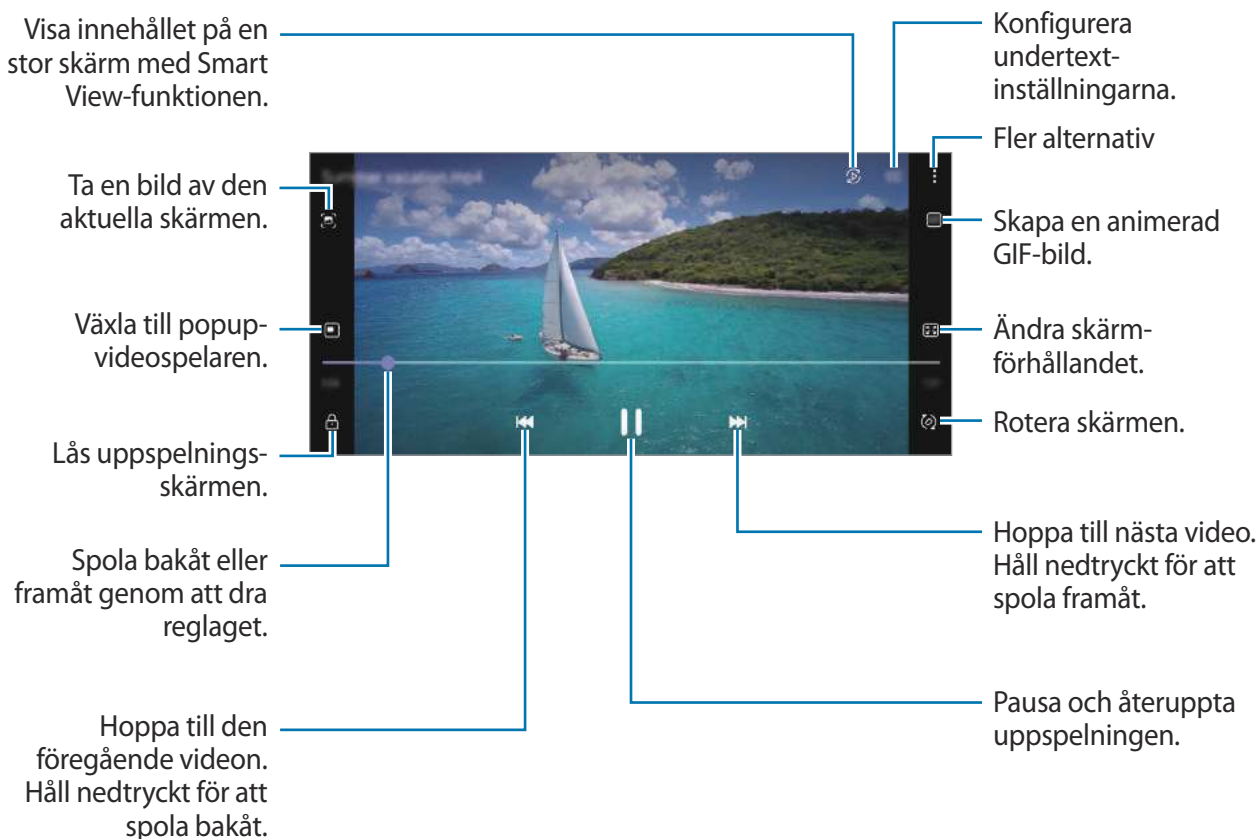 Visa innehållet på en
stor skärm med Smart
View-funktionen.
Ta en bild av den
aktuella skärmen.
Växla till popup-
videospelaren.
Lås uppspelnings-
skärmen.
Spola bakåt eller
framåt genom att dra
reglaget.
Hoppa till den
föregående videon.
Håll nedtryckt för att
spola bakåt.
Konfigurera
undertext-
inställningarna.
Fler alternativ
Skapa en animerad
GIF-bild.
Ändra skärm-
förhållandet.
Rotera skärmen.
Hoppa till nästa video.
Håll nedtryckt för att
spola framåt.
Pausa och återuppta
uppspelningen.